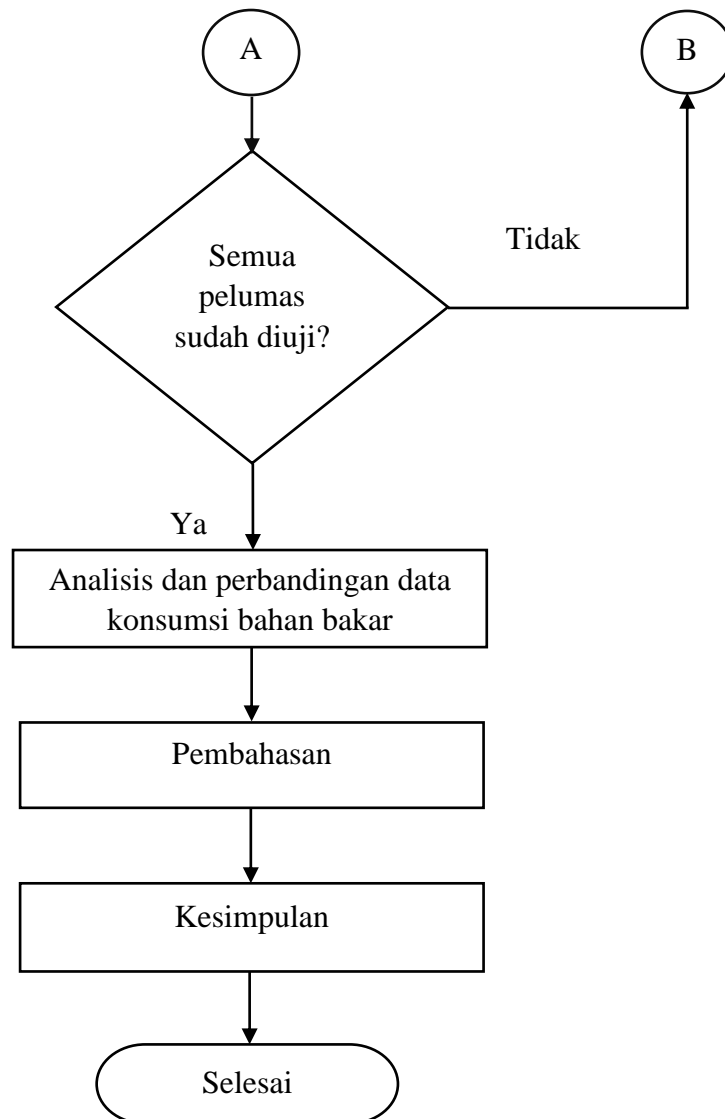 A
B
Tidak
Semua
pelumas
sudah diuji?
Ya
Analisis dan perbandingan data
konsumsi bahan bakar
Pembahasan
Kesimpulan
Selesai